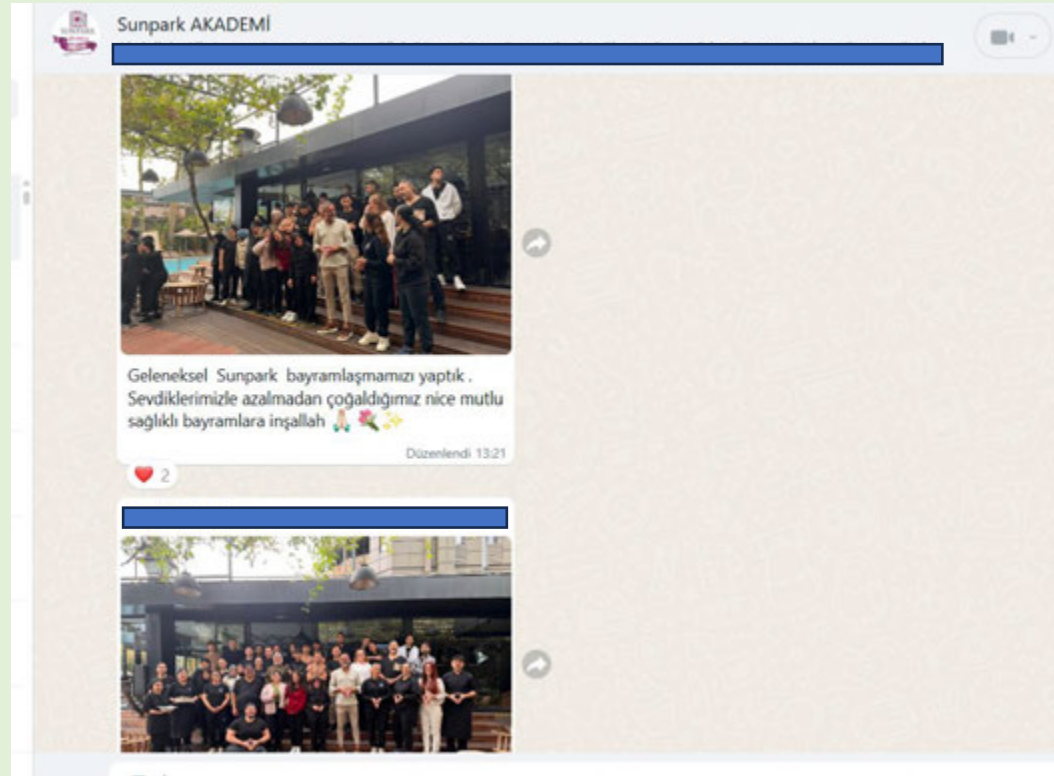 Sunpark AKADEMİ
Geleneksel Sunpark bayramlaşmamızı yaptık .
Sevdiklerimizle azalmadan çoğaldığımız nice mutlu
sağlıklı bayramlara inşallah 🙏🏻 💐 ✨
Düzenlendi 13:21
❤️ 2